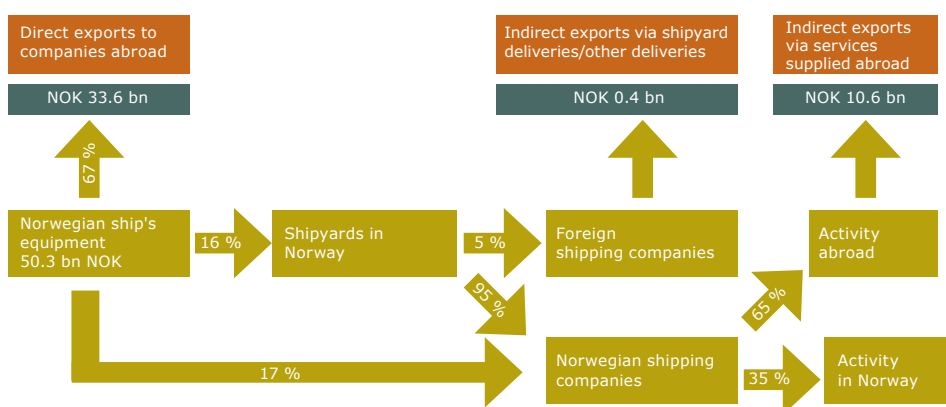 Direct exports to
companies abroad
Indirect exports via shipyard
deliveries/other deliveries
Indirect exports
via services
supplied abroad
NOK 33.6 bn
NOK 0.4 bn
NOK 10.6 bn
67 %
Norwegian ship's
equipment
50.3 bn NOK
16 %
Shipyards in
Norway
5 %
Foreign
shipping companies
Activity
abroad
95 %
65 %
17 %
Norwegian shipping
companies
35 %
Activity
in Norway